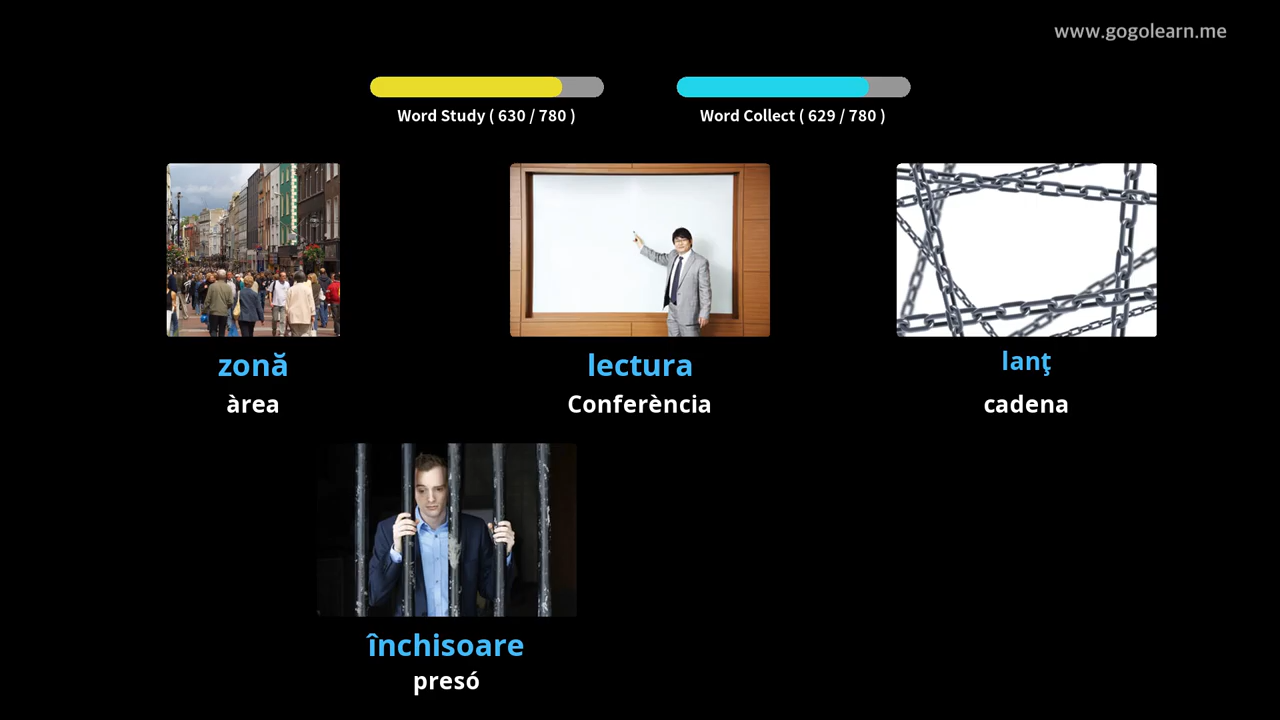 www.gogolearn.me
Word Study ( 630 / 780 )
Word Collect ( 629 / 780 )
zonă
lectura
lanţ
àrea
Conferència
cadena
închisoare
presó